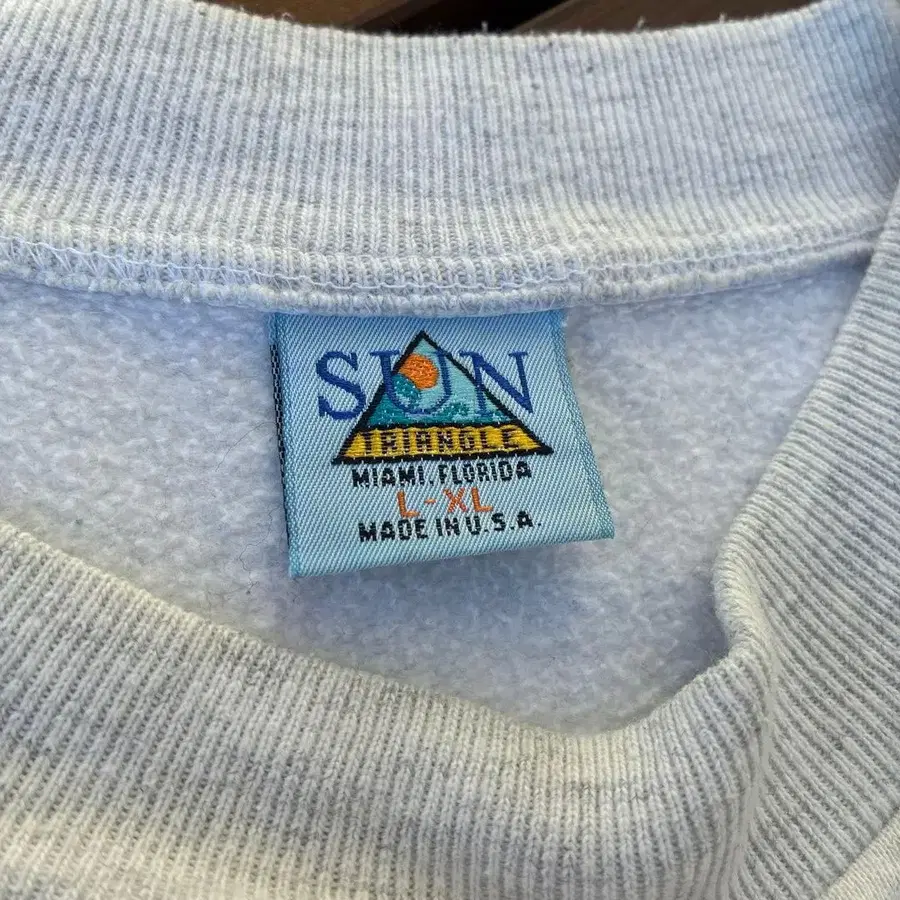 SUN
TRIANGLE
MIAMI, FLORIDA
L-XL
MADE IN U.S.A.